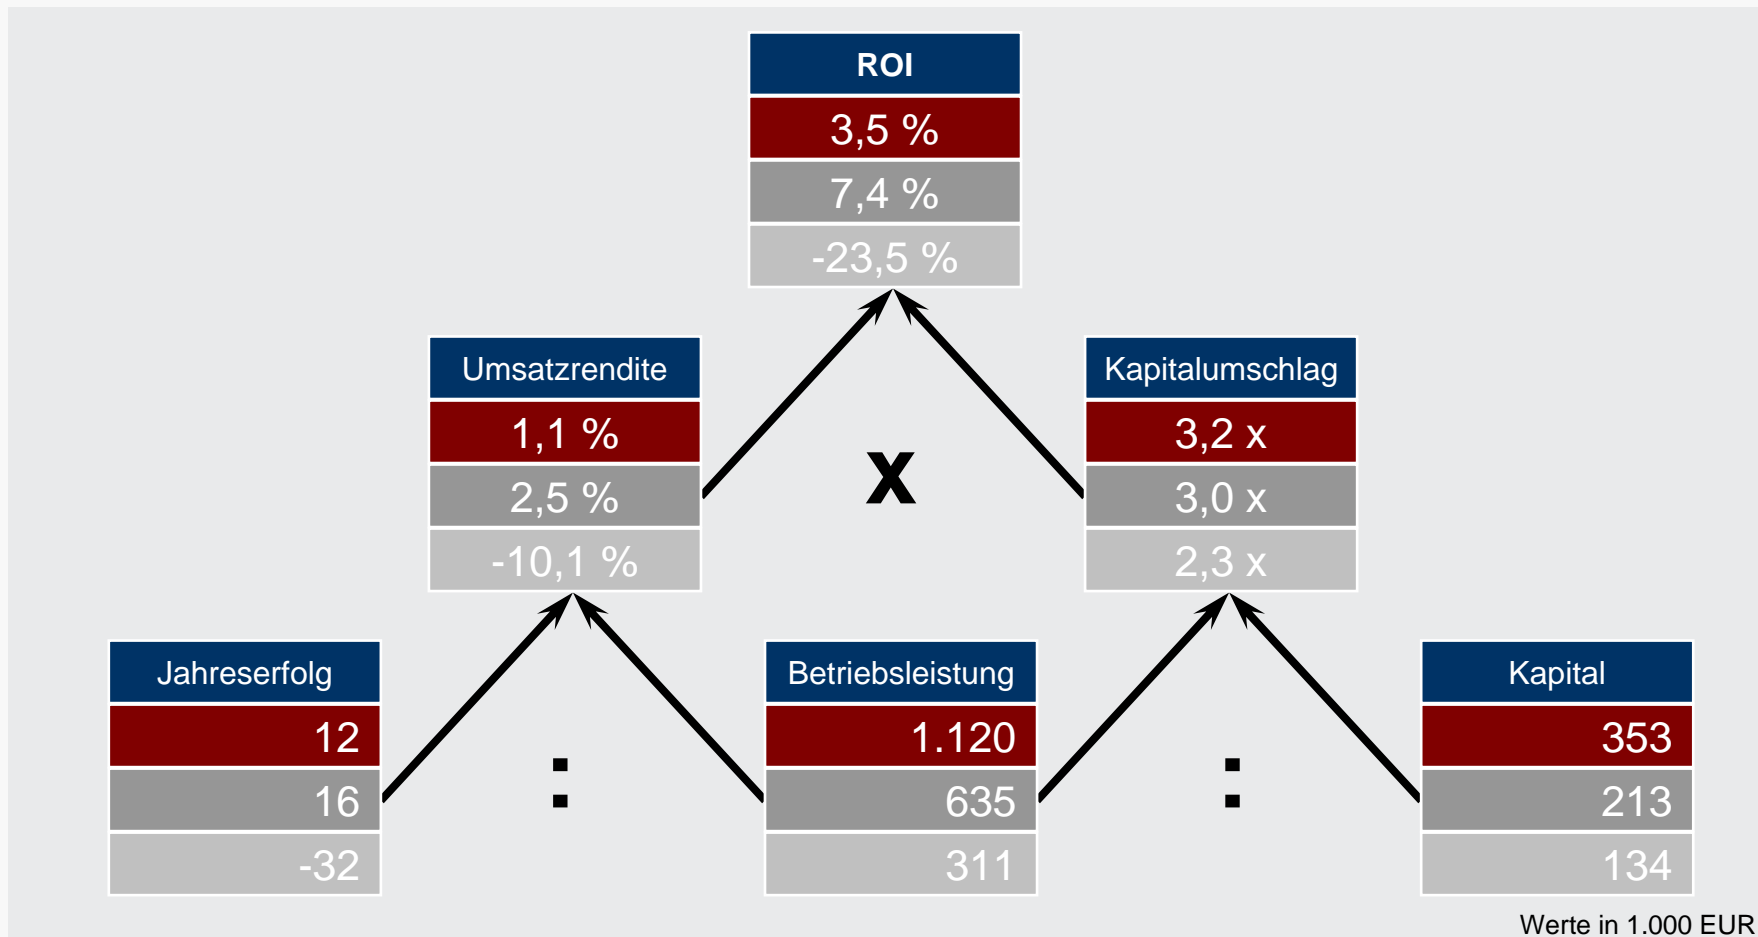 ROI
3,5 %
7,4 %
-23,5 %
Umsatzrendite
1,1 %
2,5 %
-10,1 %
x
Kapitalumschlag
3,2 x
3,0 x
2,3 x
Jahreserfolg
12
16
-32
:
Betriebsleistung
1.120
635
311
:
Kapital
353
213
134
Werte in 1.000 EUR